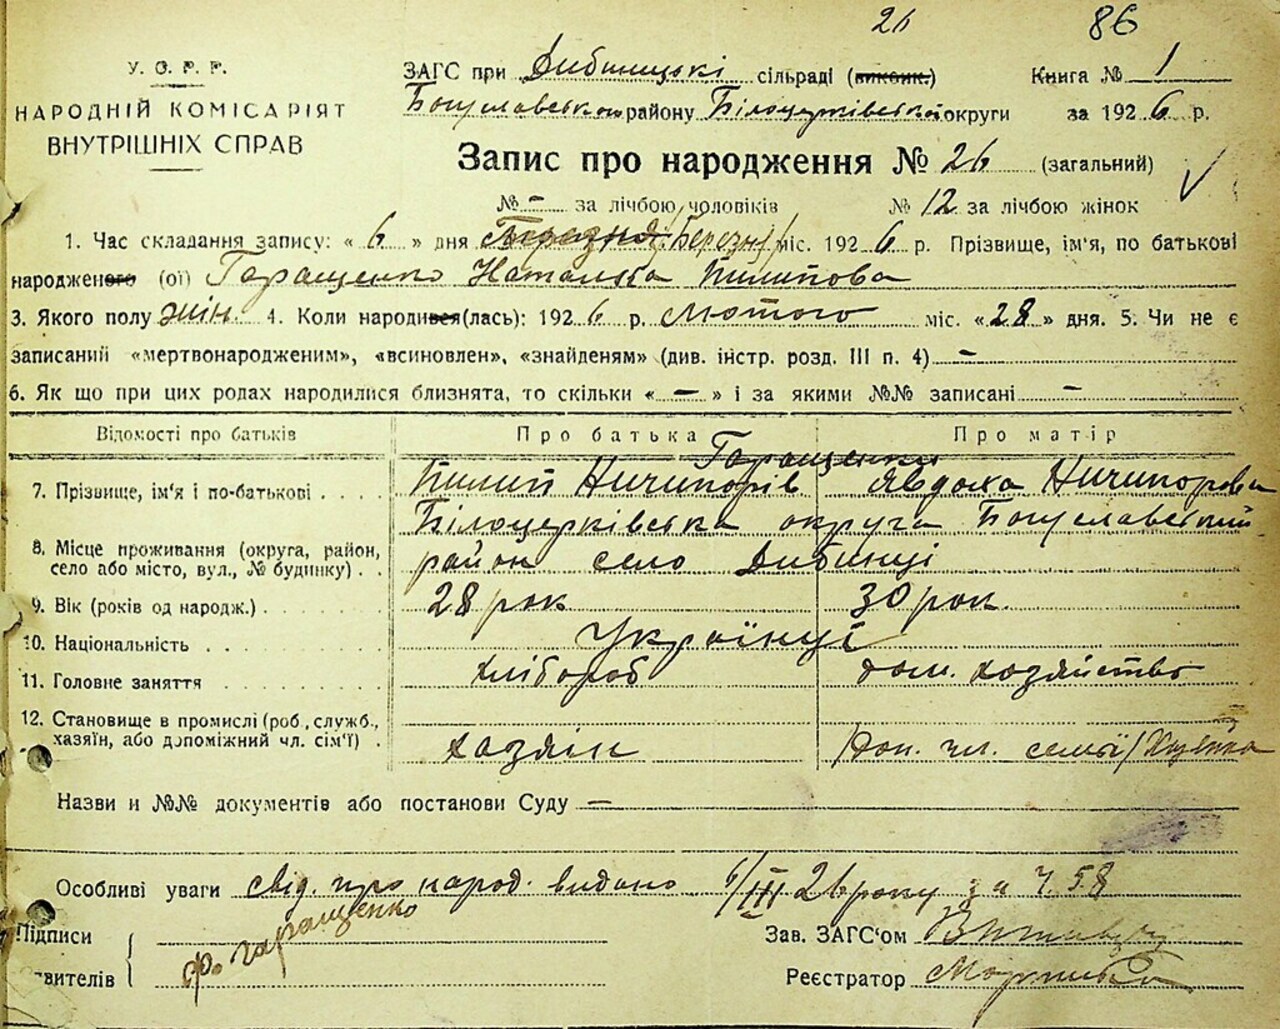 26 86
У. С. Р. Р.
НАРОДНІЙ КОМІСАРІЯТ
ВНУТРІШНІХ СПРАВ
ЗАГС при Дибинецькі сільраді (виконк.) Книга № 1
Богуславського району Білоцерківської округи за 1926 р.
Запис про народження № 26 (загальний)
№ - за лічбою чоловіків № 12 за лічбою жінок
1. Час складання запису: « 6 » дня /Березня/ міс. 1926 р. Прізвище, ім'я, по батькові
народженого (ої) Геращенко Наталка Пилипова
3. Якого полу жін. 4. Коли народився(лась): 1926 р. Лютого міс. «28» дня. 5. Чи не є
записаний «мертвонародженим», «всиновлен», «знайденям» (див. інстр. розд. III п. 4) —
6. Як що при цих родах народилися близнята, то скільки « — » і за якими №№ записані —
Відомості про батьків Про батька Про матір
Геращенки
7. Прізвище, ім'я і по-батькові Пилип Ничипорів Явдоха Ничипорова
Білоцерківська округа Богуславський
8. Місце проживання (округа, район,
село або місто, вул., № будинку) район село Дибинці
9. Вік (років од народж.) 28 рок 30 рок.
10. Національність Українці
11. Головне заняття хлібороб дом. хозяйство
12. Становище в промислі (роб., служб.,
хазяїн, або допоміжний чл. сім'ї) хозяїн /доп. чл. семьї/
Назви и №№ документів або постанови Суду —
Особливі уваги свід. про народ. видано 6/III 26 року за Ч. 58
Підписи Зав. ЗАГС'ом
явителів ф. гаращенко Реєстратор